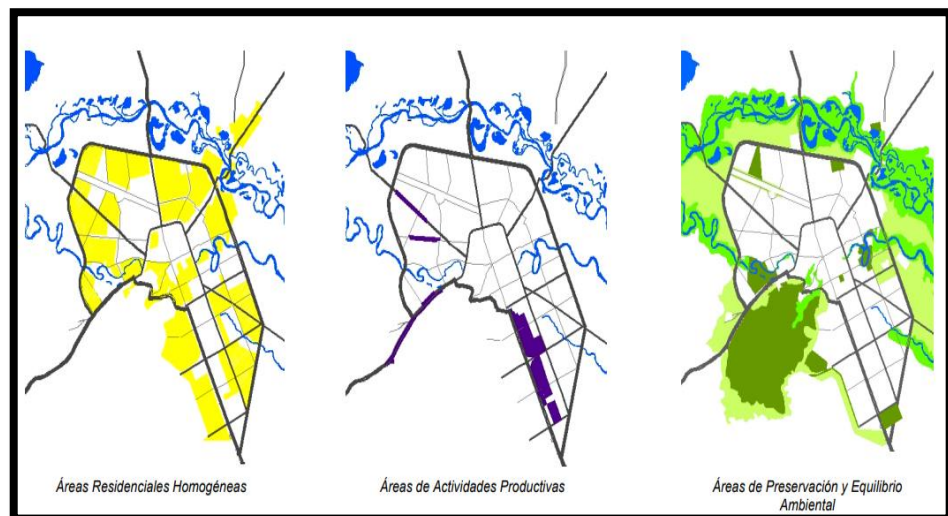 Áreas Residenciales Homogéneas
Áreas de Actividades Productivas
Áreas de Preservación y Equilibrio
Ambiental